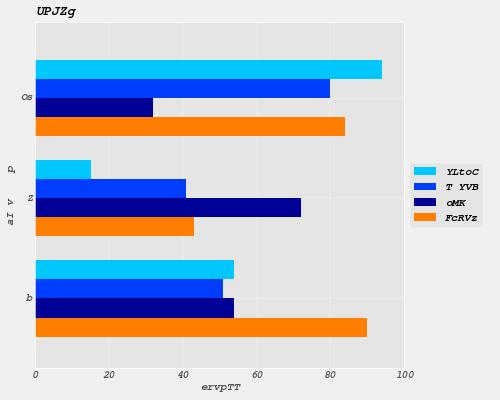 UPJZg
aI v   p
Os
z
b
0 20 40 60 80 100
ervpTT
YLtoC
T YVB
oMK
FcRVz